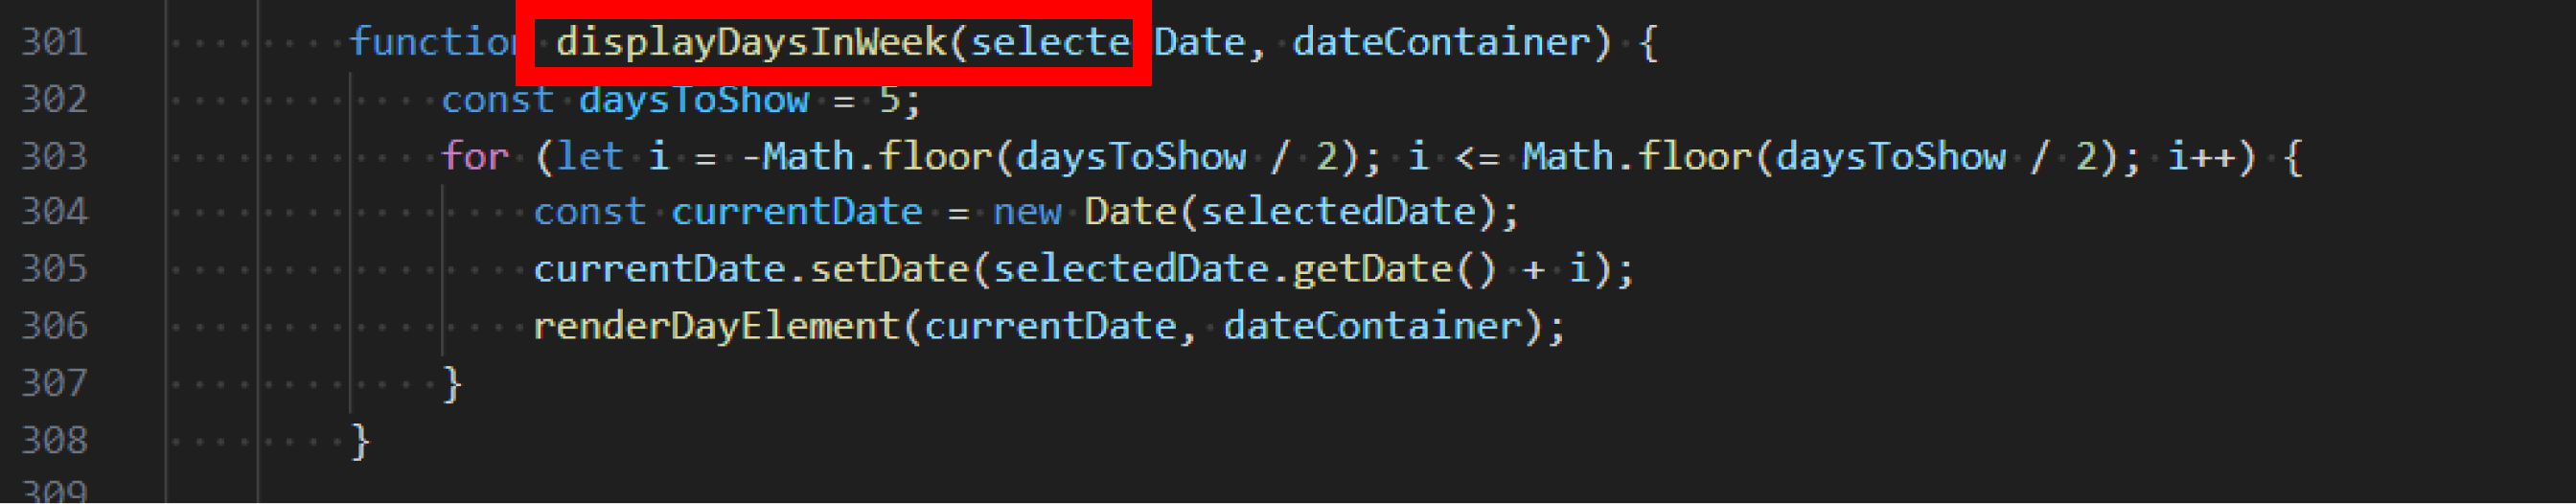 301 function displayDaysInWeek(selectedDate, dateContainer) {
302 const daysToShow = 5;
303 for (let i = -Math.floor(daysToShow / 2); i <= Math.floor(daysToShow / 2); i++) {
304 const currentDate = new Date(selectedDate);
305 currentDate.setDate(selectedDate.getDate() + i);
306 renderDayElement(currentDate, dateContainer);
307 }
308 }
309